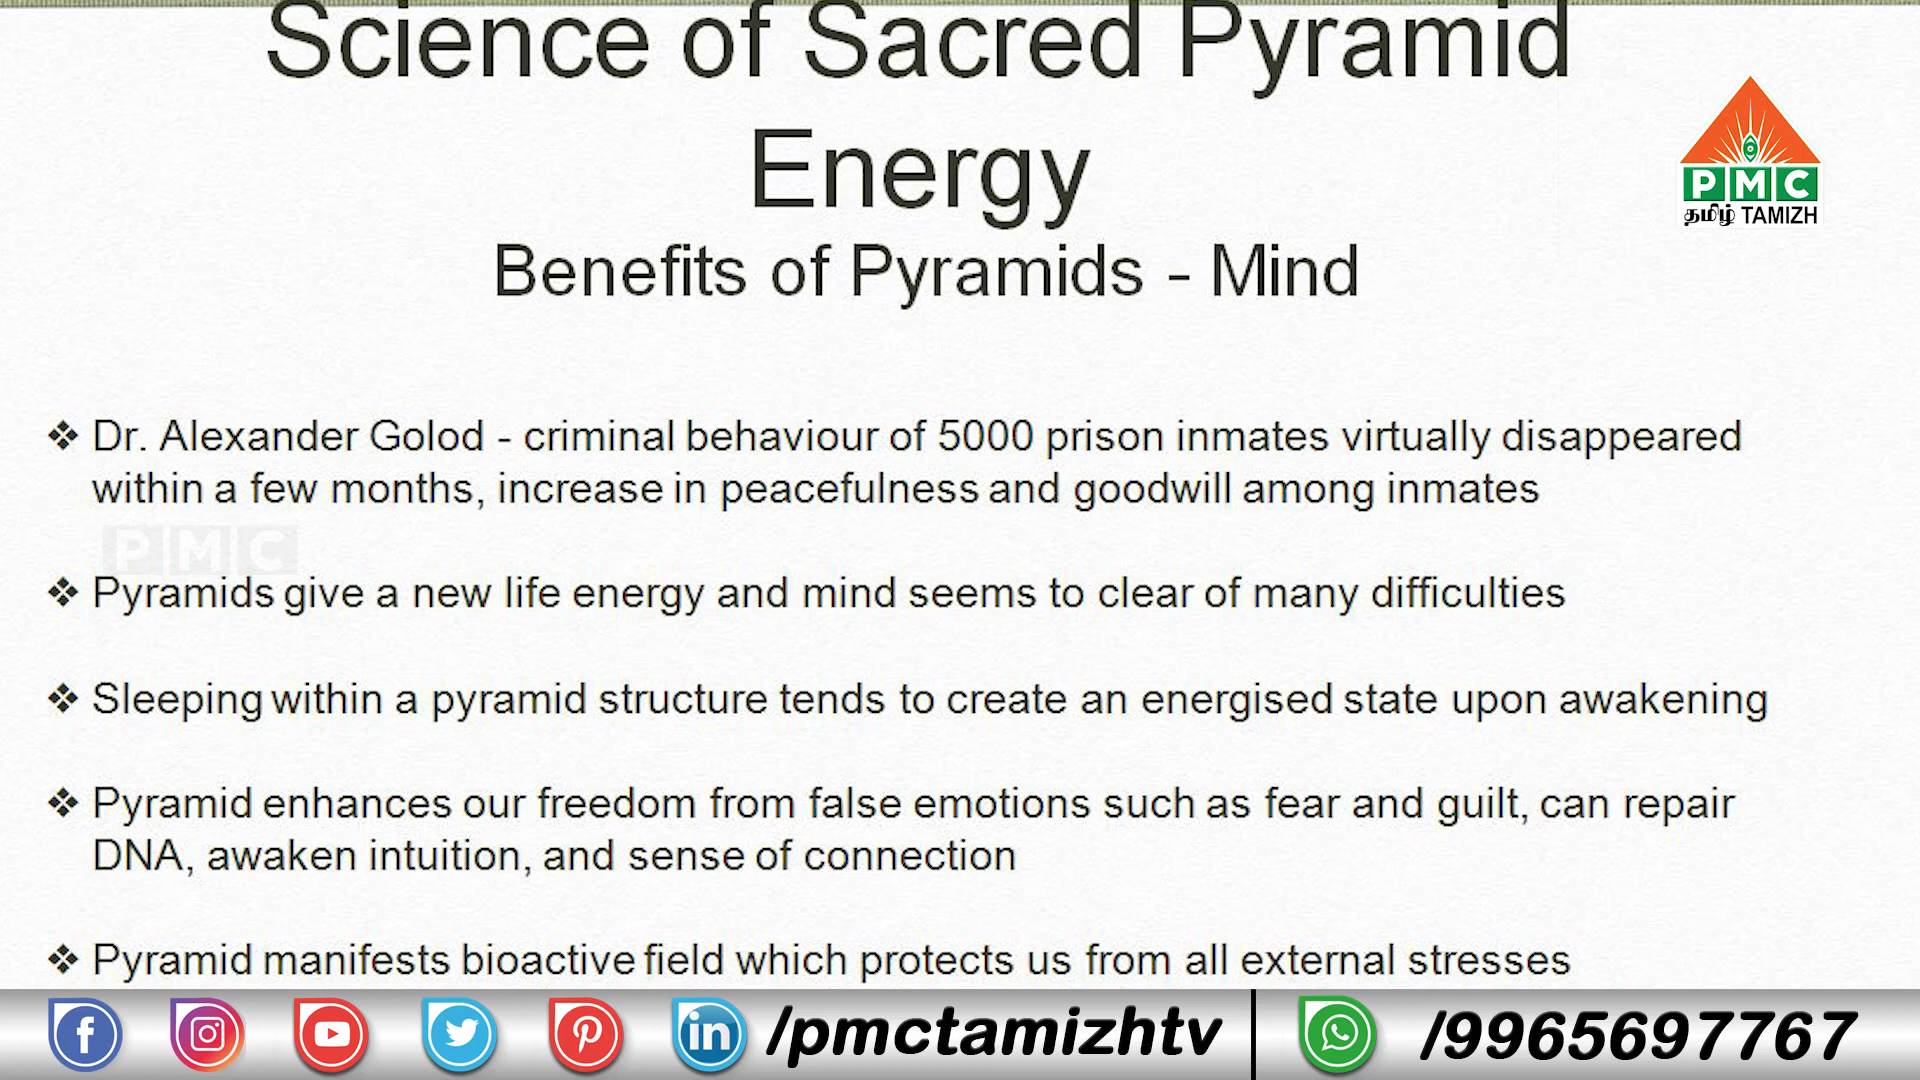 Science of Sacred Pyramid
Energy
Benefits of Pyramids - Mind
PMC
தமிழ் TAMIZH
❖ Dr. Alexander Golod - criminal behaviour of 5000 prison inmates virtually disappeared
within a few months, increase in peacefulness and goodwill among inmates
PMC
❖ Pyramids give a new life energy and mind seems to clear of many difficulties
❖ Sleeping within a pyramid structure tends to create an energised state upon awakening
❖ Pyramid enhances our freedom from false emotions such as fear and guilt, can repair
DNA, awaken intuition, and sense of connection
❖ Pyramid manifests bioactive field which protects us from all external stresses
/pmctamizhtv
/9965697767